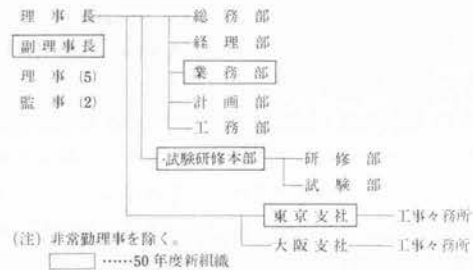 理事長 総務部
副理事長 経理部
理事(5) 業務部
監事(2) 計画部
工務部
試験研修本部 研修部
試験部
東京支社 工事々務所
(注) 非常勤理事を除く。 大阪支社 工事々務所
……50年度新組織